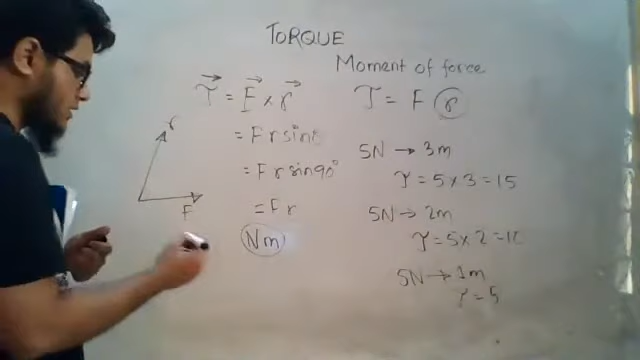 TORQUE
Moment of force
τ = F × r
= F r sinθ
= F r sin90°
= F r
Nm
r
F
τ = F r
5N → 3m
τ = 5 × 3 = 15
5N → 2m
τ = 5 × 2 = 10
5N → 1m
τ = 5